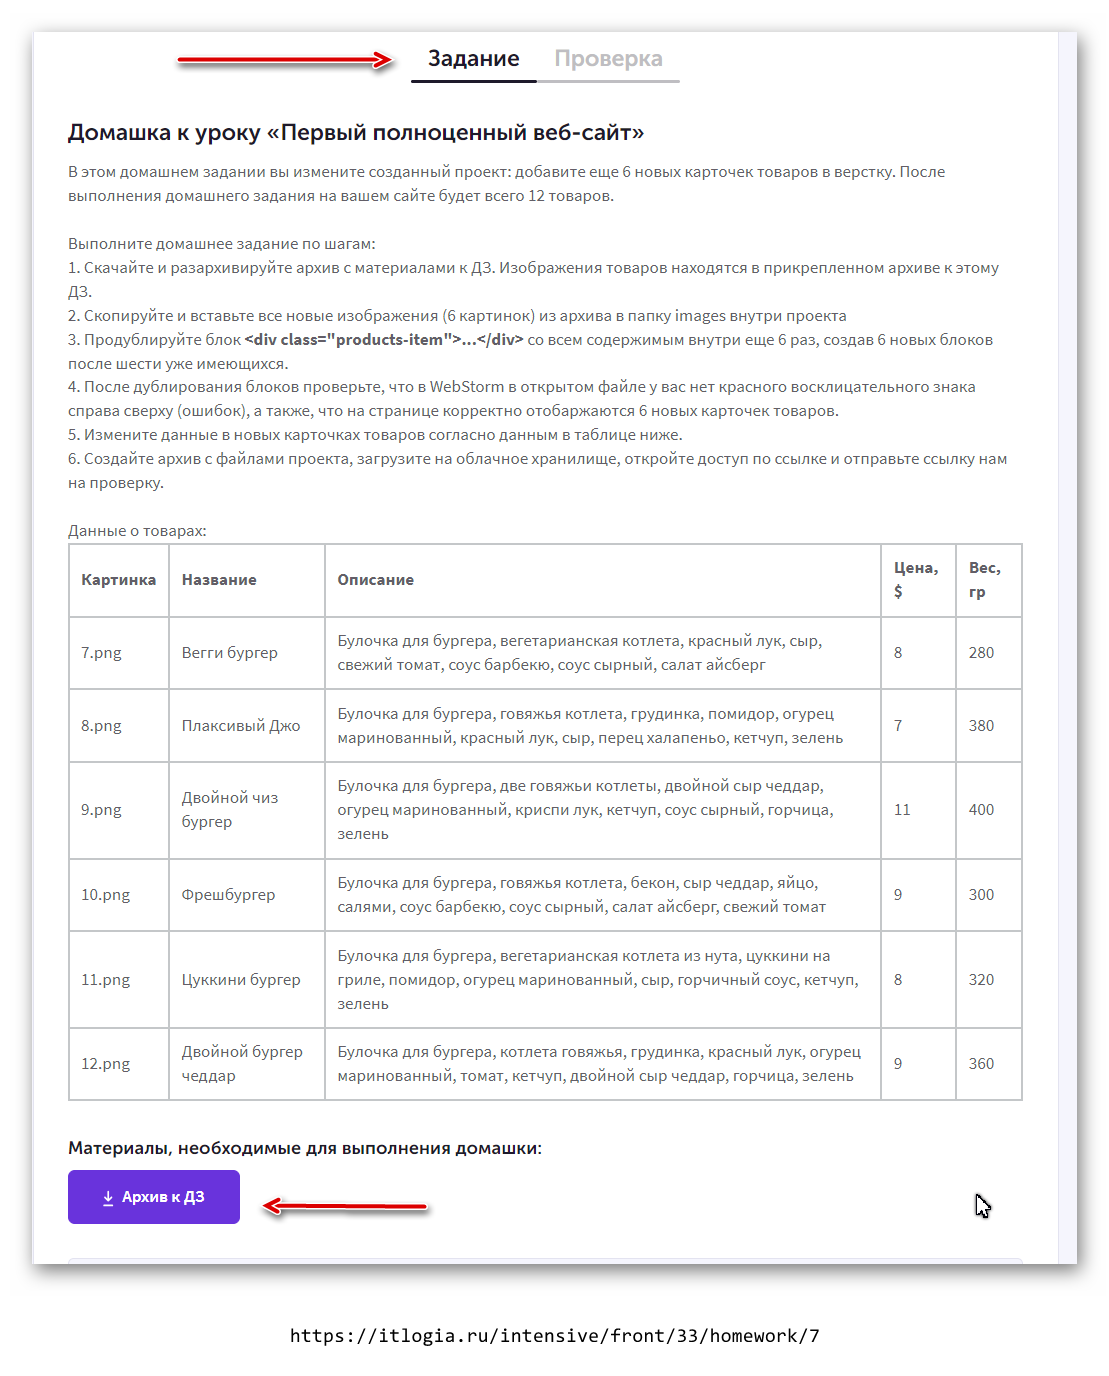 Задание Проверка
Домашка к уроку «Первый полноценный веб-сайт»
В этом домашнем задании вы измените созданный проект: добавите еще 6 новых карточек товаров в верстку. После
выполнения домашнего задания на вашем сайте будет всего 12 товаров.
Выполните домашнее задание по шагам:
1. Скачайте и разархивируйте архив с материалами к ДЗ. Изображения товаров находятся в прикрепленном архиве к этому
ДЗ.
2. Скопируйте и вставьте все новые изображения (6 картинок) из архива в папку images внутри проекта
3. Продублируйте блок <div class="products-item">...</div> со всем содержимым внутри еще 6 раз, создав 6 новых блоков
после шести уже имеющихся.
4. После дублирования блоков проверьте, что в WebStorm в открытом файле у вас нет красного восклицательного знака
справа сверху (ошибок), а также, что на странице корректно отобаржаются 6 новых карточек товаров.
5. Измените данные в новых карточках товаров согласно данным в таблице ниже.
6. Создайте архив с файлами проекта, загрузите на облачное хранилище, откройте доступ по ссылке и отправьте ссылку нам
на проверку.
Данные о товарах:
Картинка Название Описание Цена, $ Вес, гр
7.png Вегги бургер Булочка для бургера, вегетарианская котлета, красный лук, сыр,
свежий томат, соус барбекю, соус сырный, салат айсберг 8 280
8.png Плаксивый Джо Булочка для бургера, говяжья котлета, грудинка, помидор, огурец
маринованный, красный лук, сыр, перец халапеньо, кетчуп, зелень 7 380
9.png Двойной чиз бургер Булочка для бургера, две говяжьи котлеты, двойной сыр чеддар,
огурец маринованный, криспи лук, кетчуп, соус сырный, горчица,
зелень 11 400
10.png Фрешбургер Булочка для бургера, говяжья котлета, бекон, сыр чеддар, яйцо,
салями, соус барбекю, соус сырный, салат айсберг, свежий томат 9 300
11.png Цуккини бургер Булочка для бургера, вегетарианская котлета из нута, цуккини на
гриле, помидор, огурец маринованный, сыр, горчичный соус, кетчуп,
зелень 8 320
12.png Двойной бургер чеддар Булочка для бургера, котлета говяжья, грудинка, красный лук, огурец
маринованный, томат, кетчуп, двойной сыр чеддар, горчица, зелень 9 360
Материалы, необходимые для выполнения домашки:
Архив к ДЗ
https://itlogia.ru/intensive/front/33/homework/7